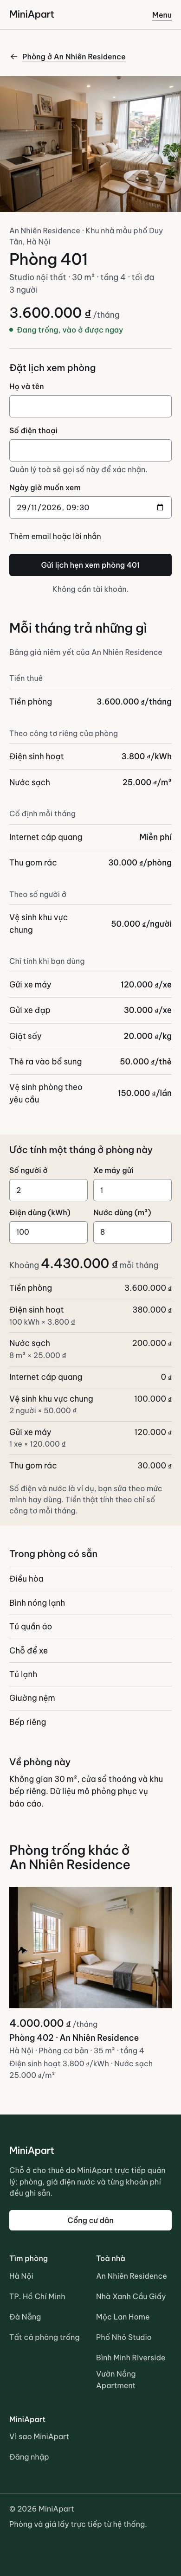 MiniApart
Menu
← Phòng ở An Nhiên Residence
An Nhiên Residence · Khu nhà mẫu phố Duy
Tân, Hà Nội
Phòng 401
Studio nội thất · 30 m² · tầng 4 · tối đa
3 người
3.600.000 ₫ /tháng
Đang trống, vào ở được ngay
Đặt lịch xem phòng
Họ và tên
Số điện thoại
Quản lý toà sẽ gọi số này để xác nhận.
Ngày giờ muốn xem
29/11/2026, 09:30
Thêm email hoặc lời nhắn
Gửi lịch hẹn xem phòng 401
Không cần tài khoản.
Mỗi tháng trả những gì
Bảng giá niêm yết của An Nhiên Residence
Tiền thuê
Tiền phòng 3.600.000 ₫/tháng
Theo công tơ riêng của phòng
Điện sinh hoạt 3.800 ₫/kWh
Nước sạch 25.000 ₫/m³
Cố định mỗi tháng
Internet cáp quang Miễn phí
Thu gom rác 30.000 ₫/phòng
Theo số người ở
Vệ sinh khu vực
chung 50.000 ₫/người
Chỉ tính khi bạn dùng
Gửi xe máy 120.000 ₫/xe
Gửi xe đạp 30.000 ₫/xe
Giặt sấy 20.000 ₫/kg
Thẻ ra vào bổ sung 50.000 ₫/thẻ
Vệ sinh phòng theo
yêu cầu 150.000 ₫/lần
Ước tính một tháng ở phòng này
Số người ở Xe máy gửi
2 1
Điện dùng (kWh) Nước dùng (m³)
100 8
Khoảng 4.430.000 ₫ mỗi tháng
Tiền phòng 3.600.000 ₫
Điện sinh hoạt 380.000 ₫
100 kWh × 3.800 ₫
Nước sạch 200.000 ₫
8 m³ × 25.000 ₫
Internet cáp quang 0 ₫
Vệ sinh khu vực chung 100.000 ₫
2 người × 50.000 ₫
Gửi xe máy 120.000 ₫
1 xe × 120.000 ₫
Thu gom rác 30.000 ₫
Số điện và nước là ví dụ, bạn sửa theo mức
mình hay dùng. Tiền thật tính theo chỉ số
công tơ mỗi tháng.
Trong phòng có sẵn
Điều hòa
Bình nóng lạnh
Tủ quần áo
Chỗ để xe
Tủ lạnh
Giường nệm
Bếp riêng
Về phòng này
Không gian 30 m², cửa sổ thoáng và khu
bếp riêng. Dữ liệu mô phỏng phục vụ
báo cáo.
Phòng trống khác ở
An Nhiên Residence
4.000.000 ₫ /tháng
Phòng 402 · An Nhiên Residence
Hà Nội · Phòng cơ bản · 35 m² · tầng 4
Điện sinh hoạt 3.800 ₫/kWh · Nước sạch
25.000 ₫/m³
MiniApart
Chỗ ở cho thuê do MiniApart trực tiếp quản
lý: phòng, giá điện nước và từng khoản phí
đều ghi sẵn.
Cổng cư dân
Tìm phòng
Hà Nội
TP. Hồ Chí Minh
Đà Nẵng
Tất cả phòng trống
Toà nhà
An Nhiên Residence
Nhà Xanh Cầu Giấy
Mộc Lan Home
Phố Nhỏ Studio
Bình Minh Riverside
Vườn Nắng
Apartment
MiniApart
Vì sao MiniApart
Đăng nhập
© 2026 MiniApart
Phòng và giá lấy trực tiếp từ hệ thống.